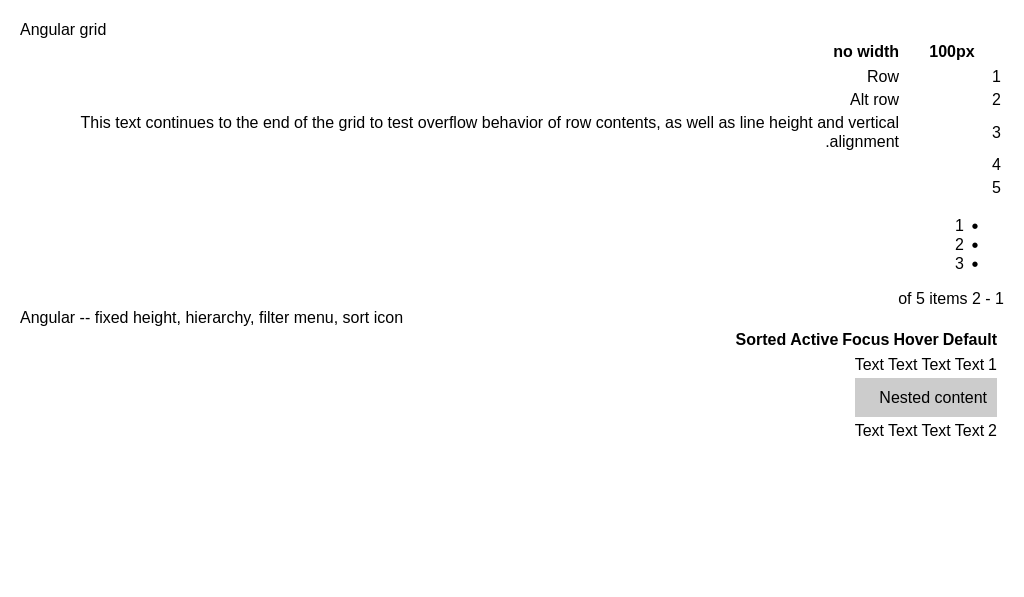 Angular grid
no width 100px
Row 1
Alt row 2
This text continues to the end of the grid to test overflow behavior of row contents, as well as line height and vertical
.alignment
3
4
5
1 •
2 •
3 •
of 5 items 2 - 1
Angular -- fixed height, hierarchy, filter menu, sort icon
Sorted Active Focus Hover Default
Text Text Text Text 1
Nested content
Text Text Text Text 2